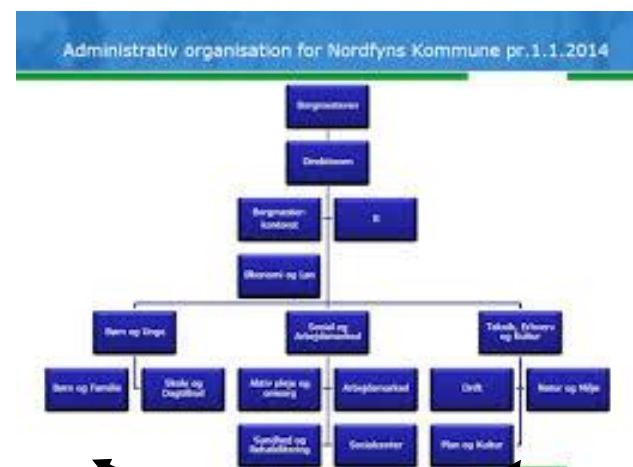 Administrativ organisation for Nordfyns Kommune pr.1.1.2014
Borgmesteren
Direktionen
Borgmester-
kontoret
It
Økonomi og Løn
Børn og Unge
Social og
Arbejdsmarked
Teknik, Erhverv
og Kultur
Børn og Familie
Skole og
Dagtilbud
Aktiv pleje og
omsorg
Arbejdsmarked
Drift
Natur og Miljø
Sundhed og
Rehabilitering
Socialcenter
Plan og Kultur